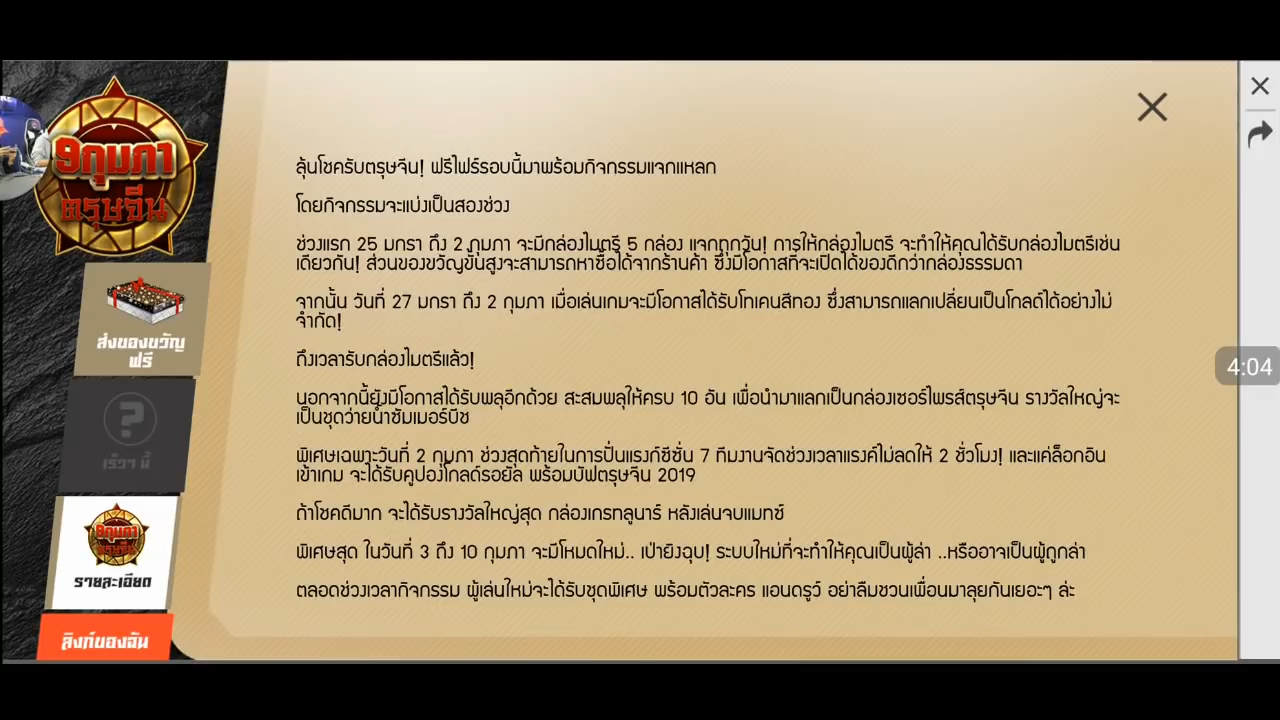 9กุมภา
ตรุษจีน
ส่งของขวัญ
ฟรี
?
เร็วๆ นี้
9กุมภา
ตรุษจีน
รายละเอียด
ลิงก์ของฉัน
ลุ้นโชครับตรุษจีน! ฟรีไฟร์รอบนี้มาพร้อมกิจกรรมแจกแหลก
โดยกิจกรรมจะแบ่งเป็นสองช่วง
ช่วงแรก 25 มกรา ถึง 2 กุมภา จะมีกล่องไมตรี 5 กล่อง แจกทุกวัน! การให้กล่องไมตรี จะทำให้คุณได้รับกล่องไมตรีเช่น
เดียวกัน! ส่วนของขวัญขั้นสูงจะสามารถหาซื้อได้จากร้านค้า ซึ่งมีโอกาสที่จะเปิดได้ของดีกว่ากล่องธรรมดา
จากนั้น วันที่ 27 มกรา ถึง 2 กุมภา เมื่อเล่นเกมจะมีโอกาสได้รับโทเคนสีทอง ซึ่งสามารถแลกเปลี่ยนเป็นโกลด์ได้อย่างไม่
จำกัด!
ถึงเวลารับกล่องไมตรีแล้ว!
นอกจากนี้ยังมีโอกาสได้รับพลุอีกด้วย สะสมพลุให้ครบ 10 อัน เพื่อนำมาแลกเป็นกล่องเซอร์ไพรส์ตรุษจีน รางวัลใหญ่จะ
เป็นชุดว่ายน้ำซัมเมอร์บีช
พิเศษเฉพาะวันที่ 2 กุมภา ช่วงสุดท้ายในการปั่นแรงก์ซีซั่น 7 ทีมงานจัดช่วงเวลาแรงค์ไม่ลดให้ 2 ชั่วโมง! และแค่ล็อกอิน
เข้าเกม จะได้รับคูปองโกลด์รอยัล พร้อมบัฟตรุษจีน 2019
ถ้าโชคดีมาก จะได้รับรางวัลใหญ่สุด กล่องเกรทลูนาร์ หลังเล่นจบแมทช์
พิเศษสุด ในวันที่ 3 ถึง 10 กุมภา จะมีโหมดใหม่.. เป่ายิงฉุบ! ระบบใหม่ที่จะทำให้คุณเป็นผู้ล่า ..หรืออาจเป็นผู้ถูกล่า
ตลอดช่วงเวลากิจกรรม ผู้เล่นใหม่จะได้รับชุดพิเศษ พร้อมตัวละคร แอนดรูว์ อย่าลืมชวนเพื่อนมาลุยกันเยอะๆ ล่ะ
4:04